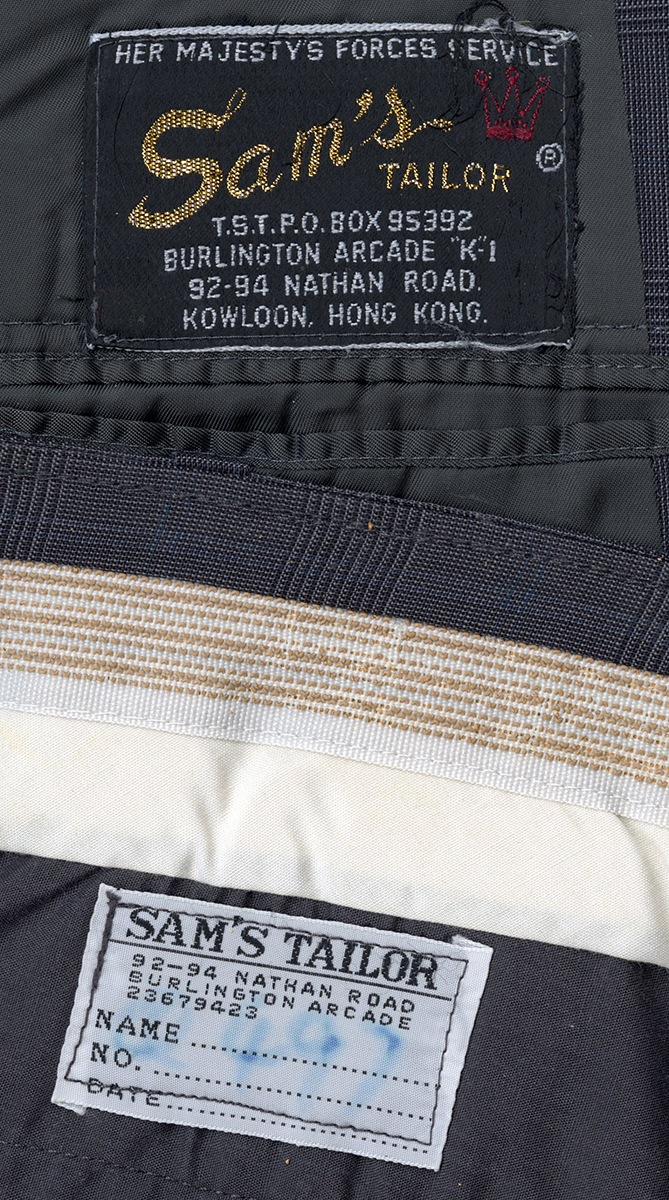 HER MAJESTY'S FORCES SERVICE
Sam's
TAILOR
®
T.S.T.P.O. BOX 95392
BURLINGTON ARCADE "K-1
92-94 NATHAN ROAD.
KOWLOON, HONG KONG.
SAM'S TAILOR
92-94 NATHAN ROAD
BURLINGTON ARCADE
23679423
NAME
NO.
DATE